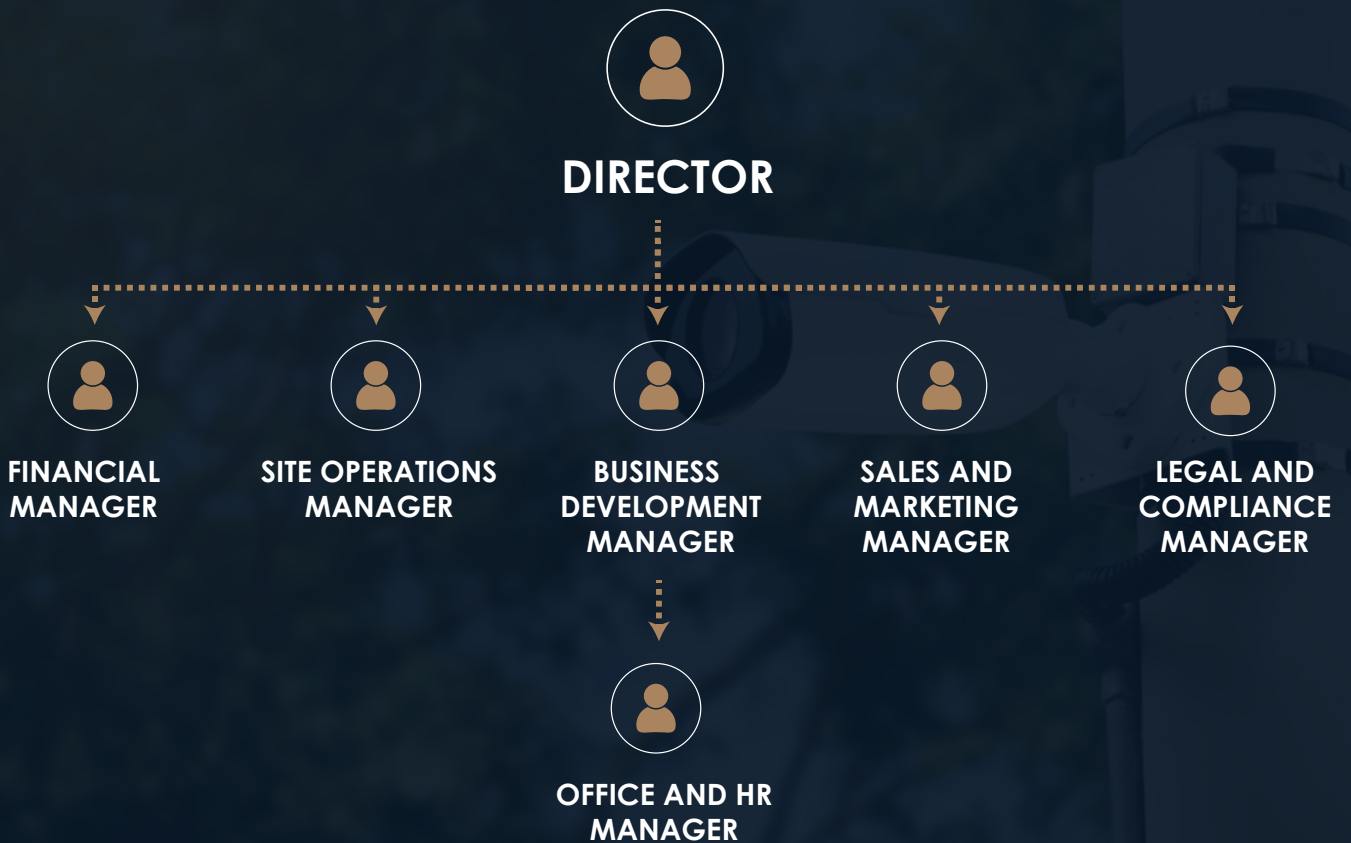 DIRECTOR
FINANCIAL
MANAGER
SITE OPERATIONS
MANAGER
BUSINESS
DEVELOPMENT
MANAGER
SALES AND
MARKETING
MANAGER
LEGAL AND
COMPLIANCE
MANAGER
OFFICE AND HR
MANAGER